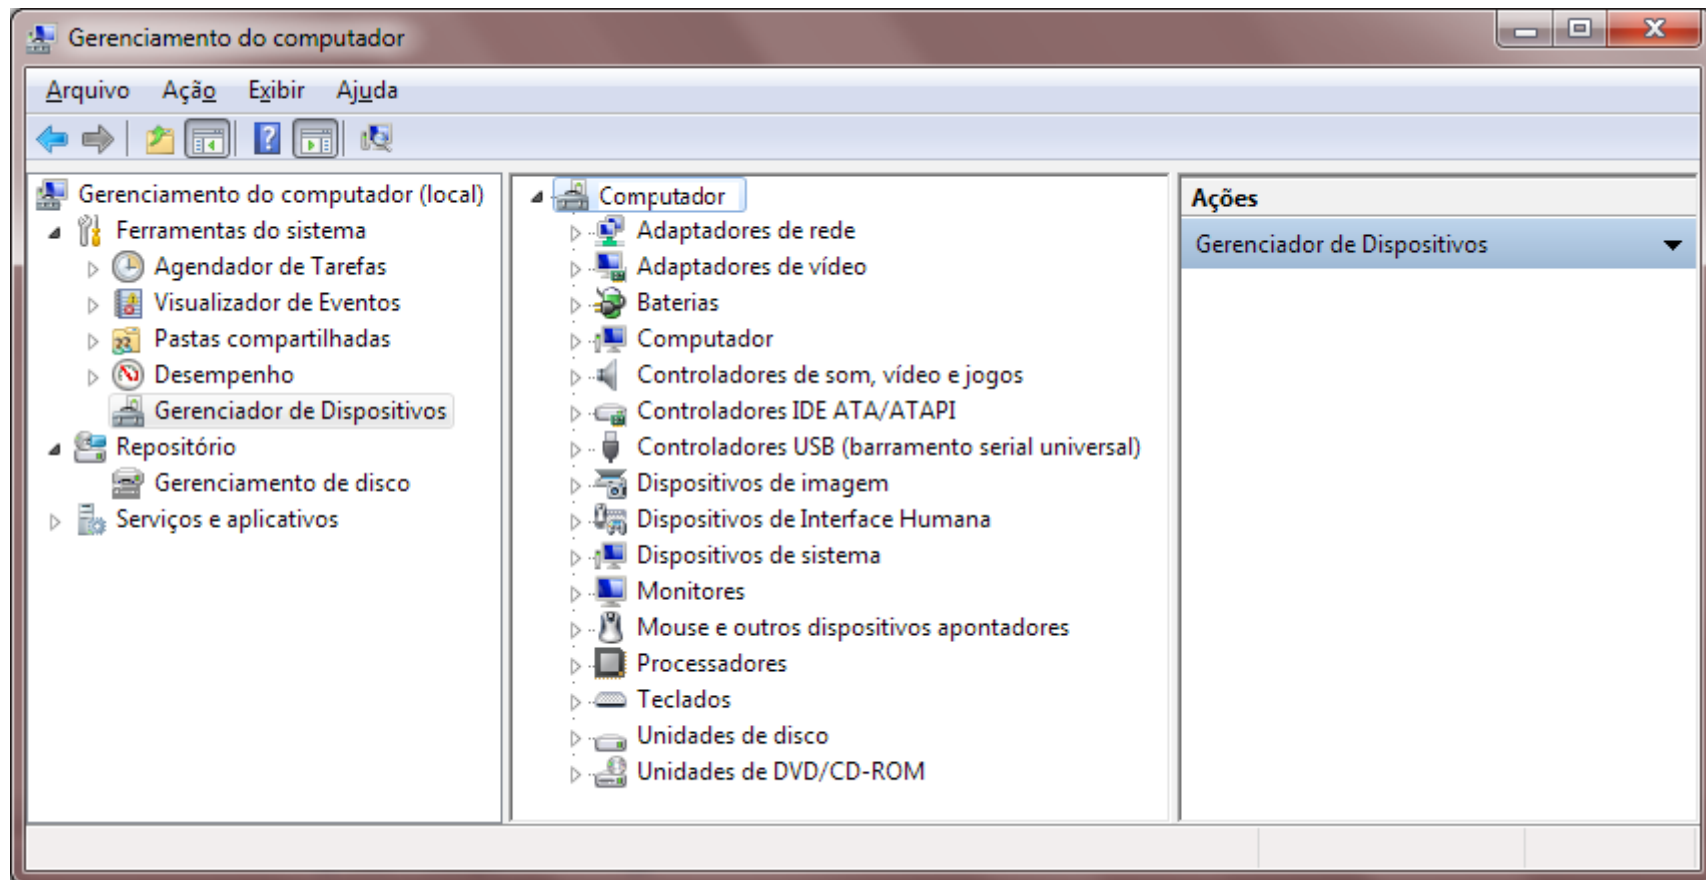 Gerenciamento do computador
Arquivo Ação Exibir Ajuda
Gerenciamento do computador (local)
Ferramentas do sistema
Agendador de Tarefas
Visualizador de Eventos
Pastas compartilhadas
Desempenho
Gerenciador de Dispositivos
Repositório
Gerenciamento de disco
Serviços e aplicativos
Computador
Adaptadores de rede
Adaptadores de vídeo
Baterias
Computador
Controladores de som, vídeo e jogos
Controladores IDE ATA/ATAPI
Controladores USB (barramento serial universal)
Dispositivos de imagem
Dispositivos de Interface Humana
Dispositivos de sistema
Monitores
Mouse e outros dispositivos apontadores
Processadores
Teclados
Unidades de disco
Unidades de DVD/CD-ROM
Ações
Gerenciador de Dispositivos